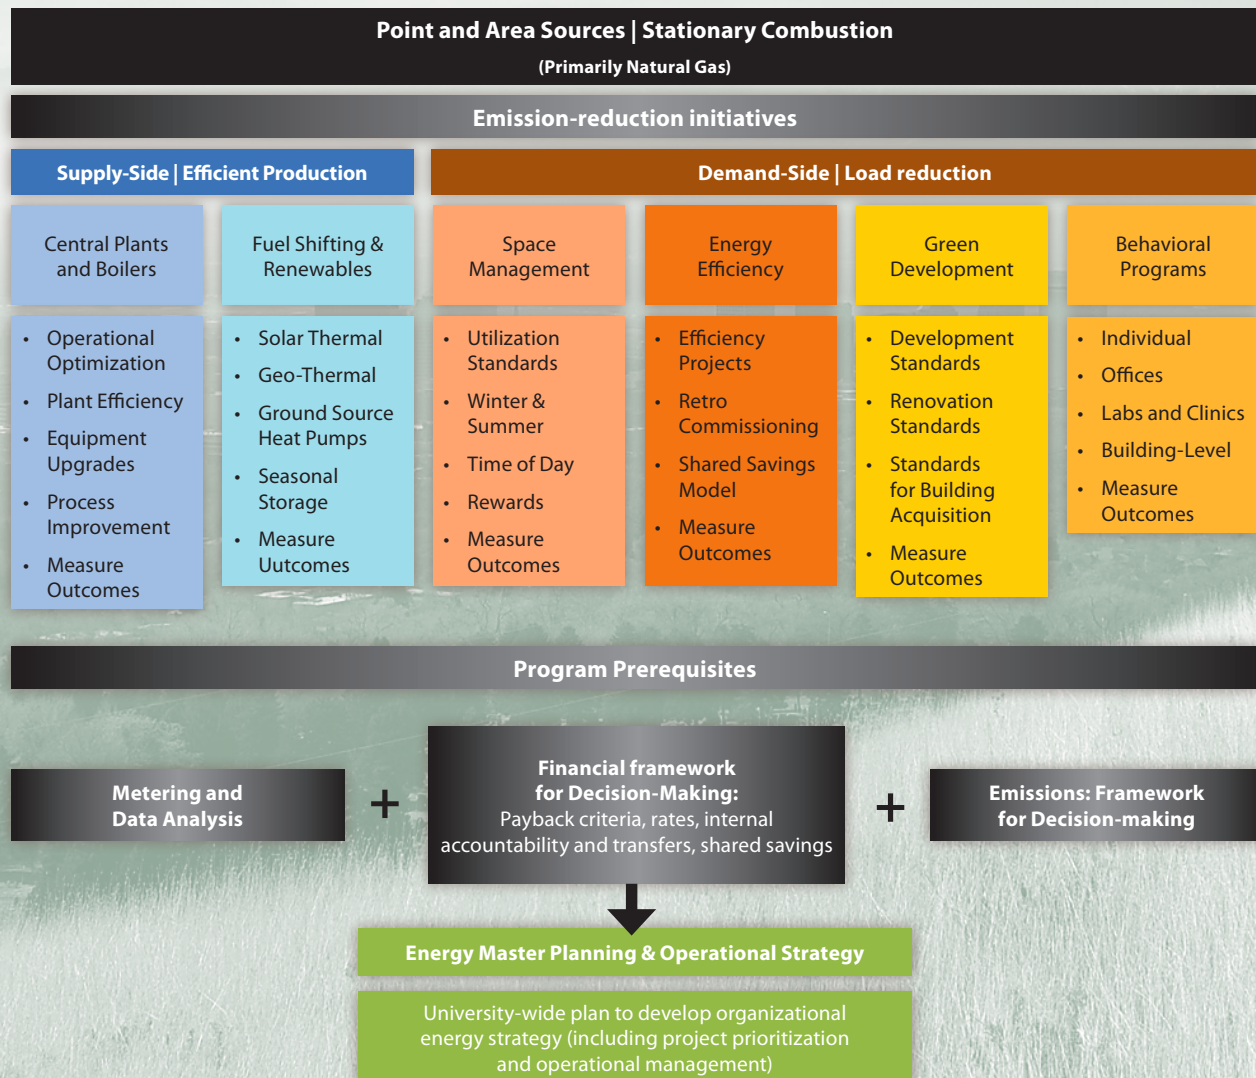 Point and Area Sources | Stationary Combustion
(Primarily Natural Gas)
Emission-reduction initiatives
Supply-Side | Efficient Production
Demand-Side | Load reduction
Central Plants
and Boilers
• Operational
Optimization
• Plant Efficiency
• Equipment
Upgrades
• Process
Improvement
• Measure
Outcomes
Fuel Shifting &
Renewables
• Solar Thermal
• Geo-Thermal
• Ground Source
Heat Pumps
• Seasonal
Storage
• Measure
Uutcomes
Space
Management
• Utilization
Standards
• Winter &
Summer
• Time of Day
• Rewards
• Measure
Outcomes
Energy
Efficiency
• Efficiency
Projects
• Retro
Commissioning
• Shared Savings
Model
• Measure
Outcomes
Green
Development
• Development
Standards
• Renovation
Standards
• Standards
for Building
Acquisition
• Measure
Outcomes
Behavioral
Programs
• Individual
• Offices
• Labs and Clinics
• Building-Level
• Measure
Outcomes
Program Prerequisites
Metering and
Data Analysis
+
Financial framework
for Decision-Making:
Payback criteria, rates, internal
accountability and transfers, shared savings
+
Emissions: Framework
for Decision-making
Energy Master Planning & Operational Strategy
University-wide plan to develop organizational
energy strategy (including project prioritization
and operational management)